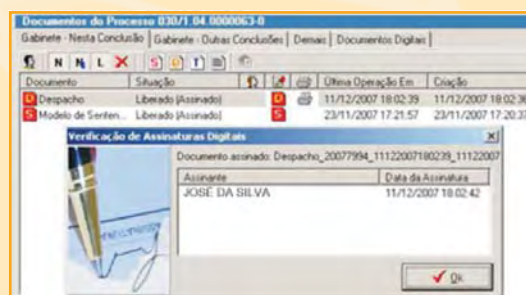 Documentos do Processo 030/1.04.0000063-0
Gabinete - Nesta Conclusão Gabinete - Outras Conclusões Demais Documentos Digitais
N N L S D T
Documento Situação Última Operação Em Criação
D Despacho Liberado (Assinado) D 11/12/2007 18:02:39 11/12/2007 18:02:36
S Modelo de Senten... Liberado (Assinado) S 23/11/2007 17:21:57 23/11/2007 17:20:37
Verificação de Assinaturas Digitais
Documento assinado: Despacho_20077994_11122007180239_11122007
Assinante Data da Assinatura
JOSÉ DA SILVA 11/12/2007 18:02:42
Ok